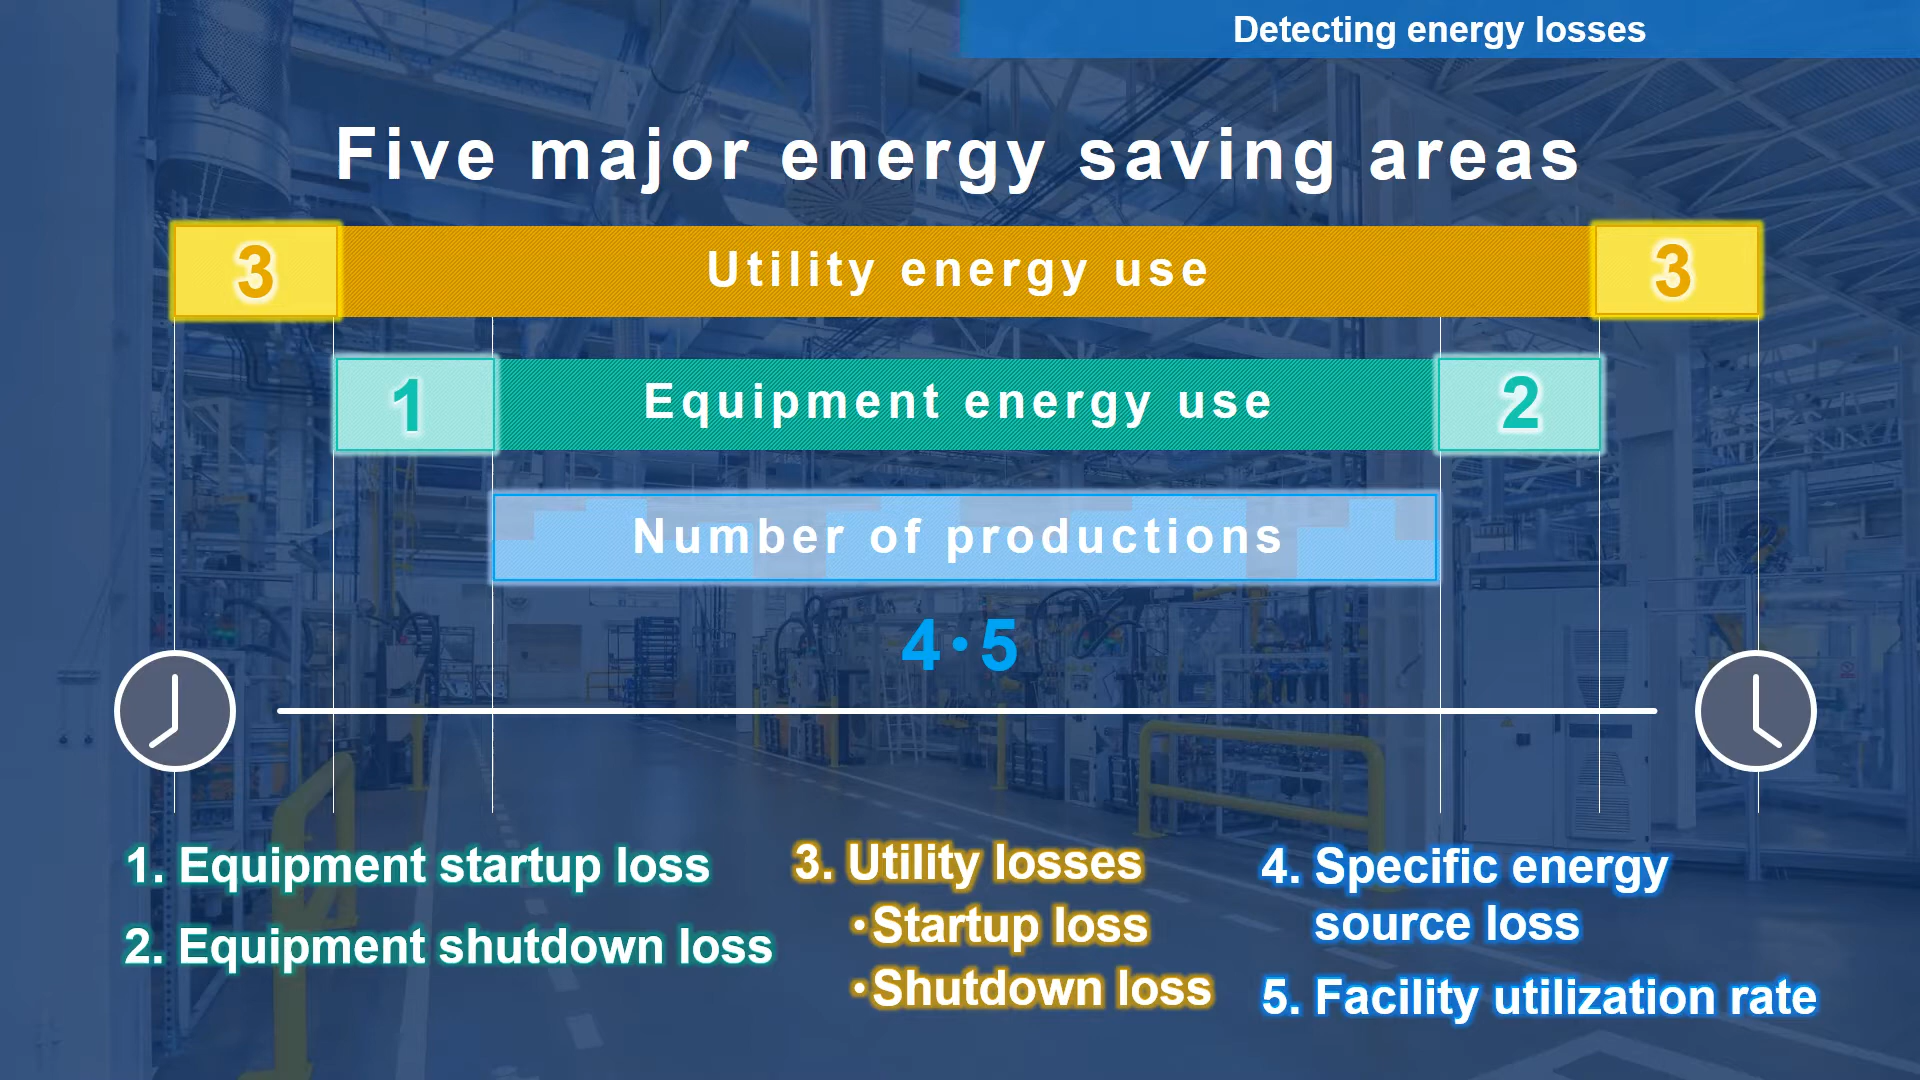 Detecting energy losses
Five major energy saving areas
3 Utility energy use 3
1 Equipment energy use 2
Number of productions
4・5
1. Equipment startup loss
2. Equipment shutdown loss
3. Utility losses
・Startup loss
・Shutdown loss
4. Specific energy
source loss
5. Facility utilization rate